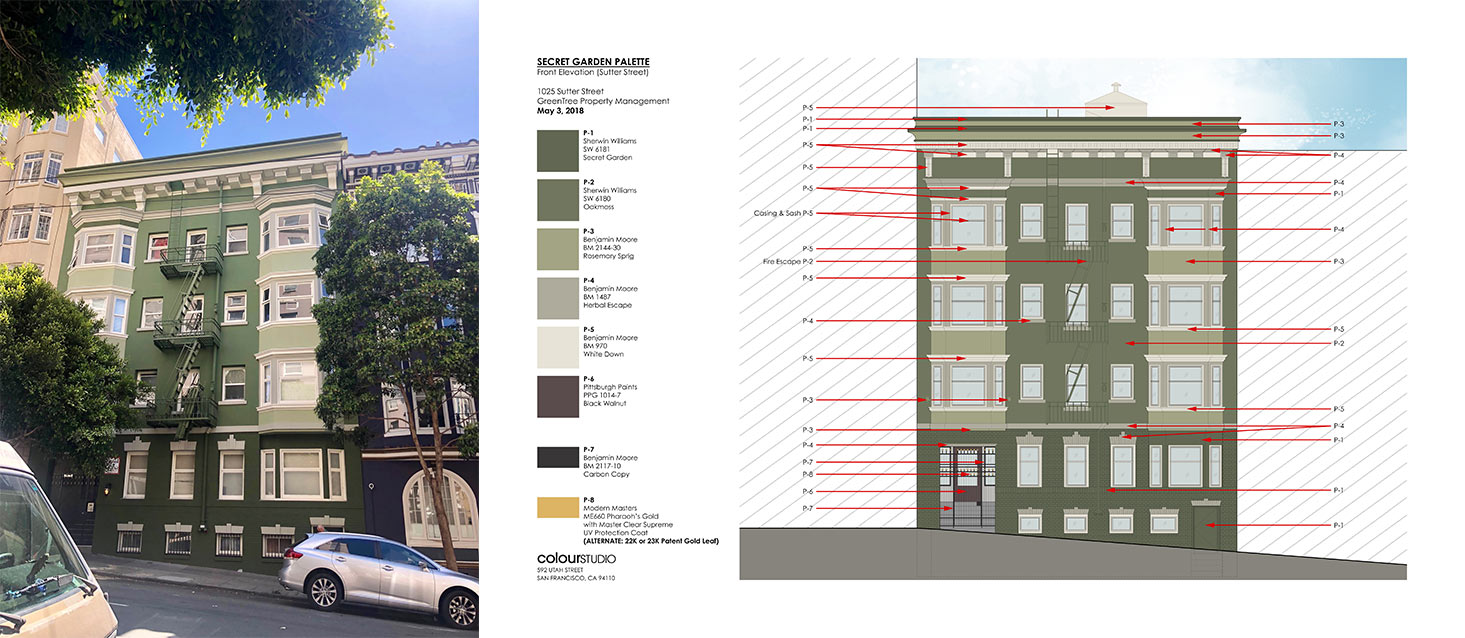 SECRET GARDEN PALETTE
Front Elevation (Sutter Street)
1025 Sutter Street
GreenTree Property Management
May 3, 2018
P-1
Sherwin Williams
SW 6181
Secret Garden
P-2
Sherwin Williams
SW 6180
Oakmoss
P-3
Benjamin Moore
BM 2144-30
Rosemary Sprig
P-4
Benjamin Moore
BM 1487
Herbal Escape
P-5
Benjamin Moore
BM 970
White Down
P-6
Pittsburgh Paints
PPG 1014-7
Black Walnut
P-7
Benjamin Moore
BM 2117-10
Carbon Copy
P-8
Modern Masters
ME660 Pharaoh's Gold
with Master Clear Supreme
UV Protection Coat
(ALTERNATE: 22K or 23K Patent Gold Leaf)
colourSTUDIO
592 UTAH STREET
SAN FRANCISCO, CA 94110
P-5
P-1
P-1
P-5
P-5
P-5
Casing & Sash P-5
P-5
Fire Escape P-2
P-5
P-4
P-5
P-3
P-3
P-4
P-7
P-8
P-6
P-7
P-3
P-3
P-4
P-4
P-1
P-4
P-3
P-5
P-2
P-5
P-4
P-1
P-1
P-1